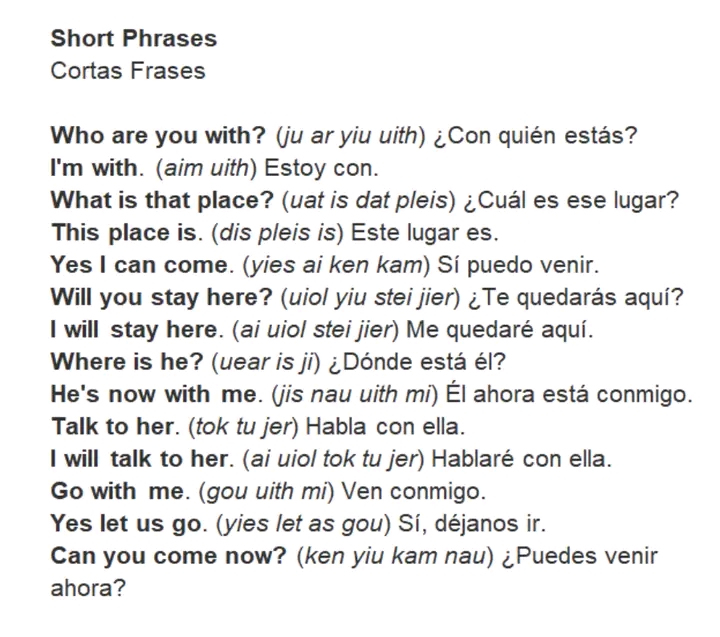 Short Phrases
Cortas Frases
Who are you with? (ju ar yiu uith) ¿Con quién estás?
I'm with. (aim uith) Estoy con.
What is that place? (uat is dat pleis) ¿Cuál es ese lugar?
This place is. (dis pleis is) Este lugar es.
Yes I can come. (yies ai ken kam) Sí puedo venir.
Will you stay here? (uiol yiu stei jier) ¿Te quedarás aquí?
I will stay here. (ai uiol stei jier) Me quedaré aquí.
Where is he? (uear is ji) ¿Dónde está él?
He's now with me. (jis nau uith mi) Él ahora está conmigo.
Talk to her. (tok tu jer) Habla con ella.
I will talk to her. (ai uiol tok tu jer) Hablaré con ella.
Go with me. (gou uith mi) Ven conmigo.
Yes let us go. (yies let as gou) Sí, déjanos ir.
Can you come now? (ken yiu kam nau) ¿Puedes venir
ahora?